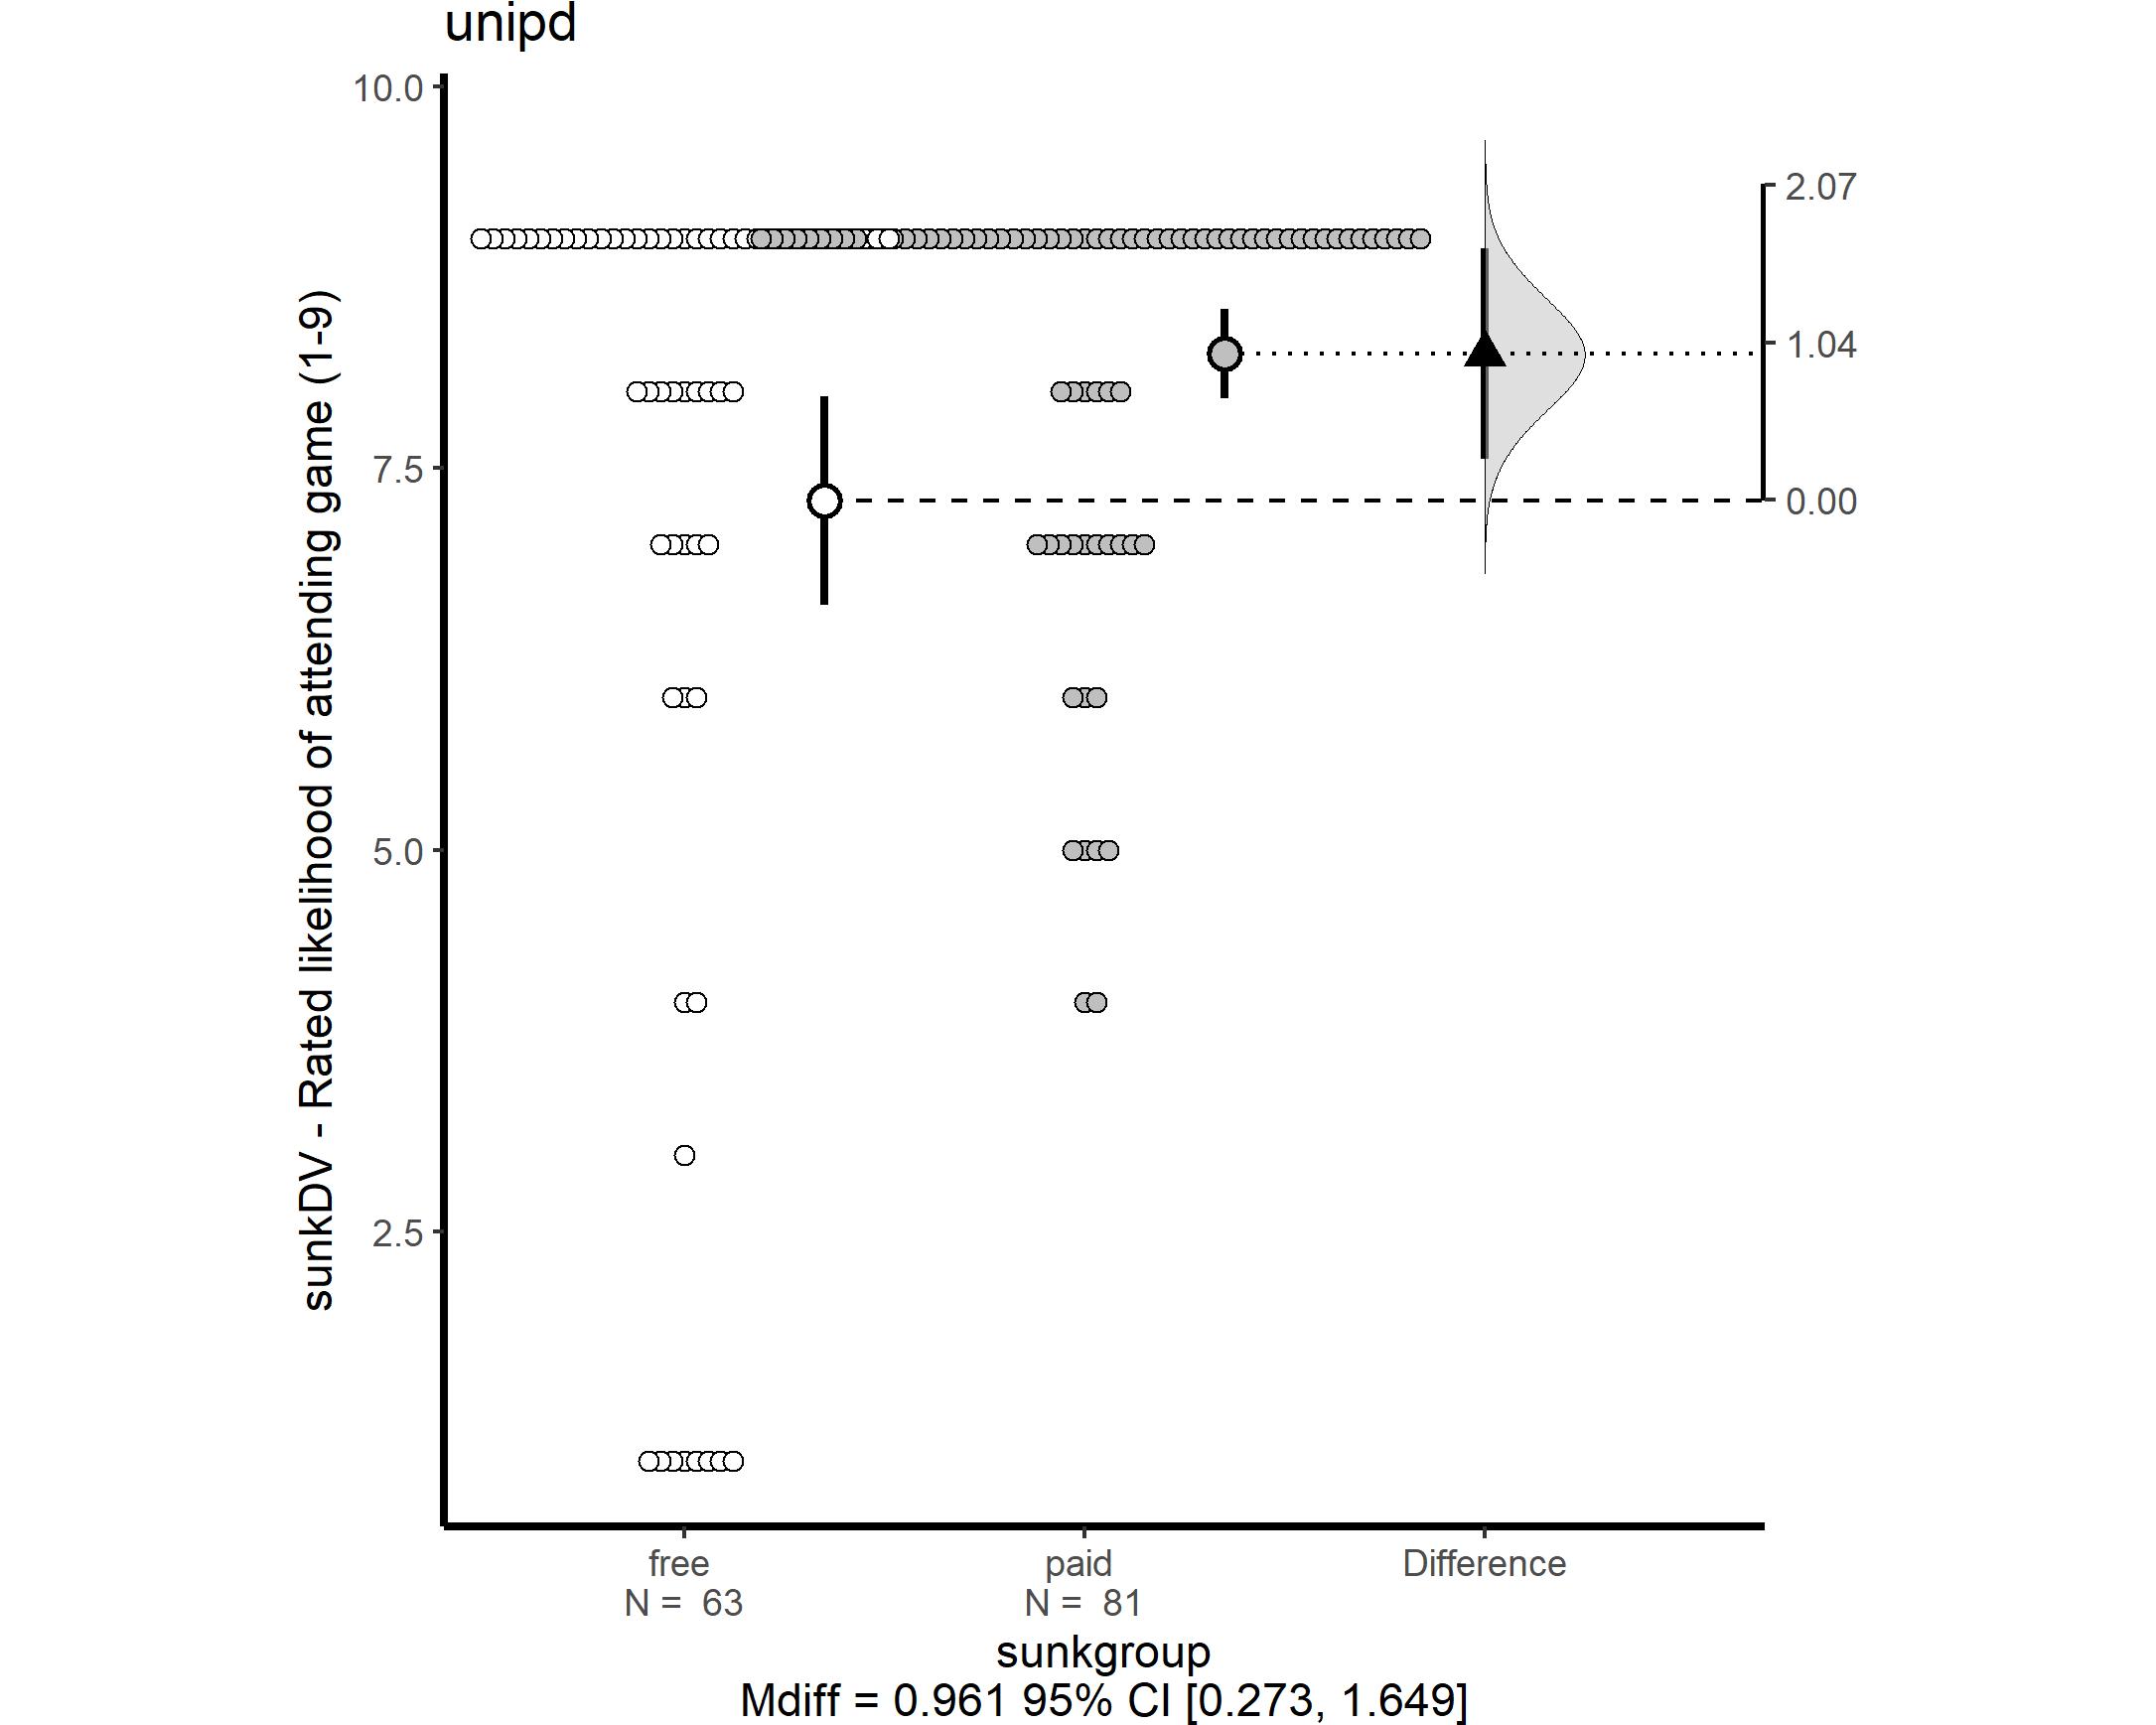 unipd
10.0
7.5
5.0
2.5
sunkDV - Rated likelihood of attending game (1-9)
2.07
1.04
0.00
free
N =  63
paid
N =  81
Difference
sunkgroup
Mdiff = 0.961 95% CI [0.273, 1.649]